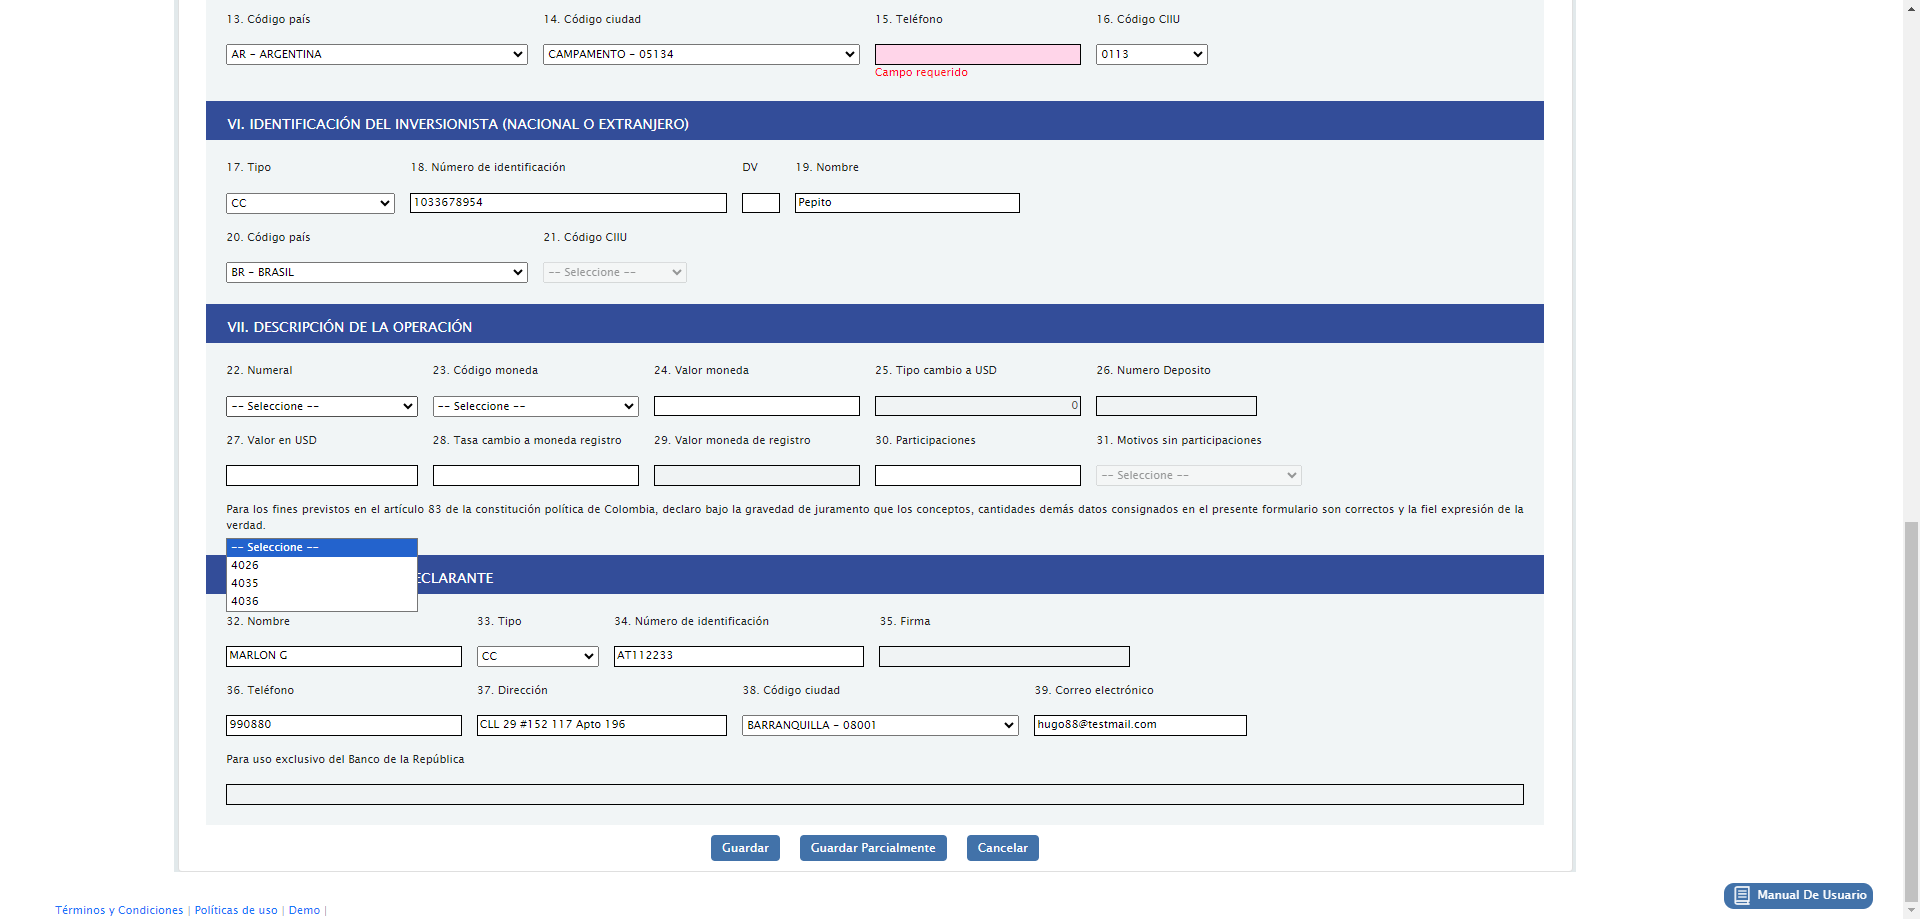 13. Código país 14. Código ciudad 15. Teléfono 16. Código CIIU
AR - ARGENTINA CAMPAMENTO - 05134 0113
Campo requerido
VI. IDENTIFICACIÓN DEL INVERSIONISTA (NACIONAL O EXTRANJERO)
17. Tipo 18. Número de identificación DV 19. Nombre
CC 1033678954 Pepito
20. Código país 21. Código CIIU
BR - BRASIL -- Seleccione --
VII. DESCRIPCIÓN DE LA OPERACIÓN
22. Numeral 23. Código moneda 24. Valor moneda 25. Tipo cambio a USD 26. Numero Deposito
-- Seleccione -- -- Seleccione -- 0
27. Valor en USD 28. Tasa cambio a moneda registro 29. Valor moneda de registro 30. Participaciones 31. Motivos sin participaciones
-- Seleccione --
Para los fines previstos en el artículo 83 de la constitución política de Colombia, declaro bajo la gravedad de juramento que los conceptos, cantidades demás datos consignados en el presente formulario son correctos y la fiel expresión de la
verdad.
-- Seleccione --
4026
4035
4036
ECLARANTE
32. Nombre 33. Tipo 34. Número de identificación 35. Firma
MARLON G CC AT112233
36. Teléfono 37. Dirección 38. Código ciudad 39. Correo electrónico
990880 CLL 29 #152 117 Apto 196 BARRANQUILLA - 08001 hugo88@testmail.com
Para uso exclusivo del Banco de la República
Guardar Guardar Parcialmente Cancelar
Manual De Usuario
Términos y Condiciones | Políticas de uso | Demo |